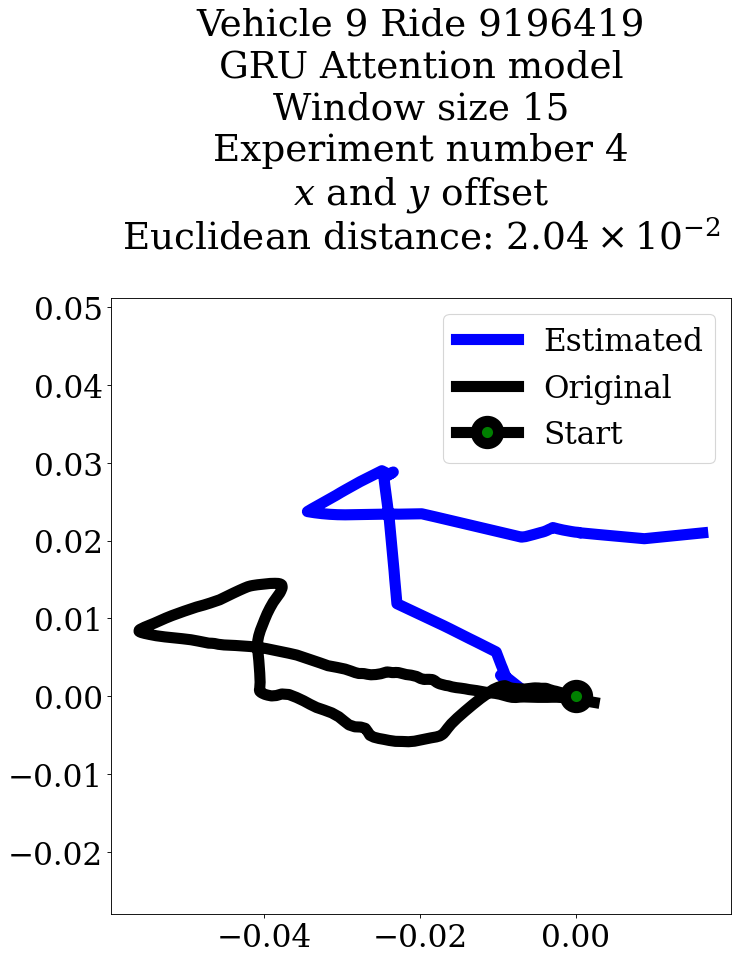 Vehicle 9 Ride 9196419
GRU Attention model
Window size 15
Experiment number 4
x and y offset
Euclidean distance: 2.04 × 10⁻²
0.05
0.04
0.03
0.02
0.01
0.00
−0.01
−0.02
Estimated
Original
Start
−0.04 −0.02 0.00